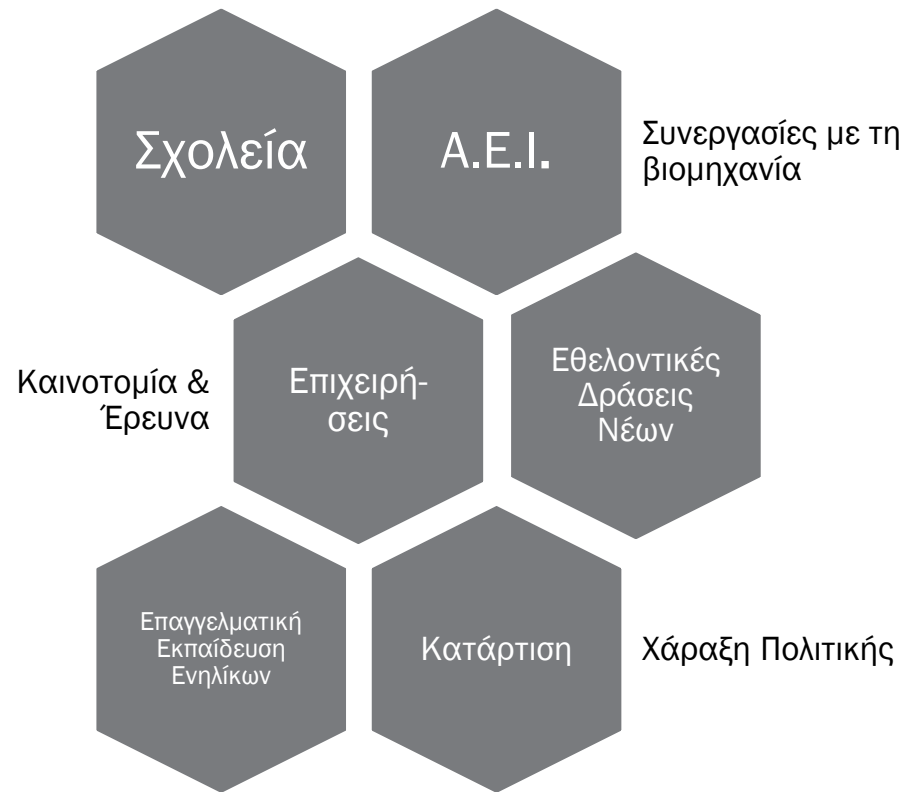 Σχολεία
Α.Ε.Ι.
Συνεργασίες με τη
βιομηχανία
Καινοτομία &
Έρευνα
Επιχειρή-
σεις
Εθελοντικές
Δράσεις
Νέων
Επαγγελματική
Εκπαίδευση
Ενηλίκων
Κατάρτιση
Χάραξη Πολιτικής